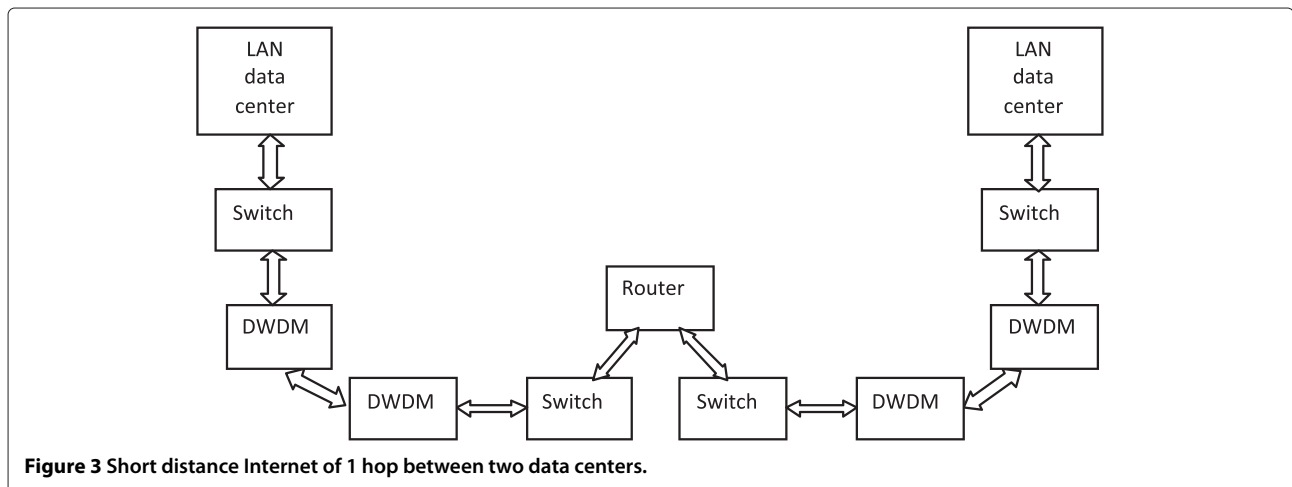 LAN
data
center
LAN
data
center
Switch
Switch
Router
DWDM
DWDM
DWDM
Switch
Switch
DWDM
Figure 3 Short distance Internet of 1 hop between two data centers.